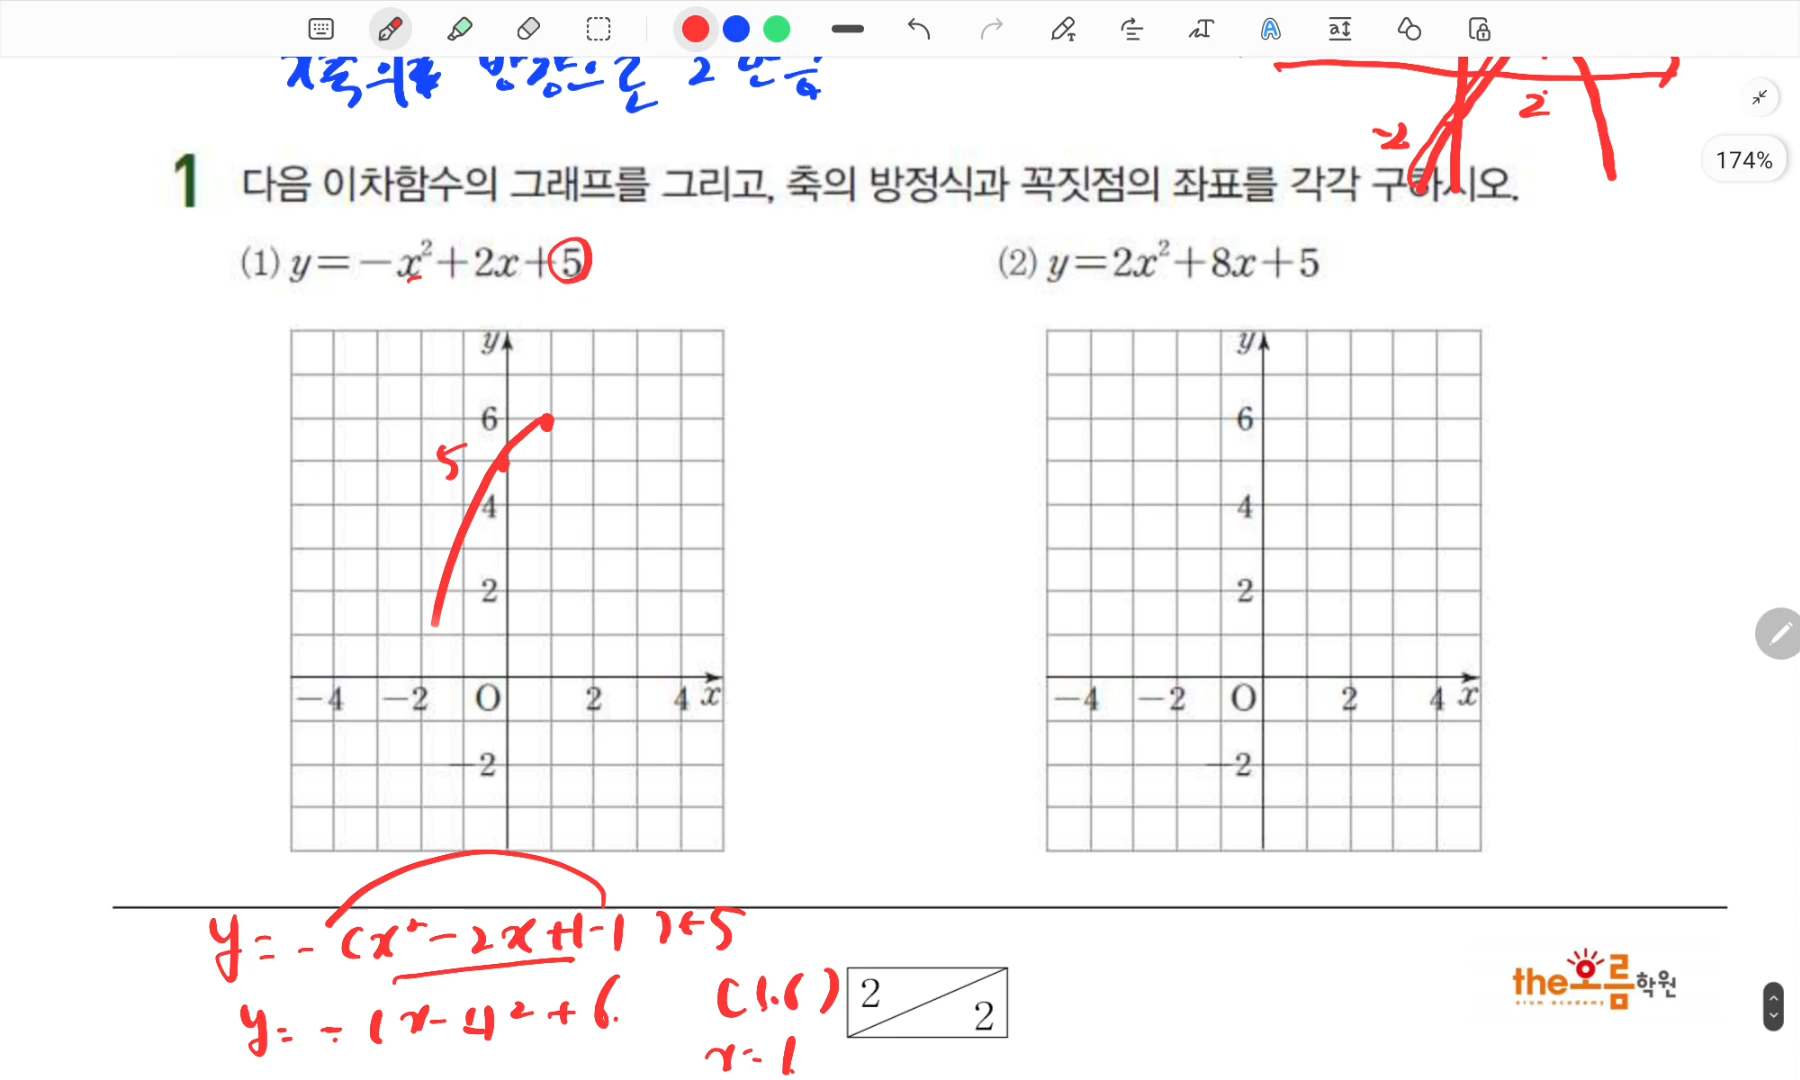 174%
2
-2
1 다음 이차함수의 그래프를 그리고, 축의 방정식과 꼭짓점의 좌표를 각각 구하시오.
(1) y=-x²+2x+5
(2) y=2x²+8x+5
y
6
5
4
2
-4 -2 O 2 4 x
-2
y
6
4
2
-4 -2 O 2 4 x
-2
y=-(x²-2x+1-1)+5
y=-(x-1)²+6
(1.6)
x=1
2
2
the오름학원
orum academy